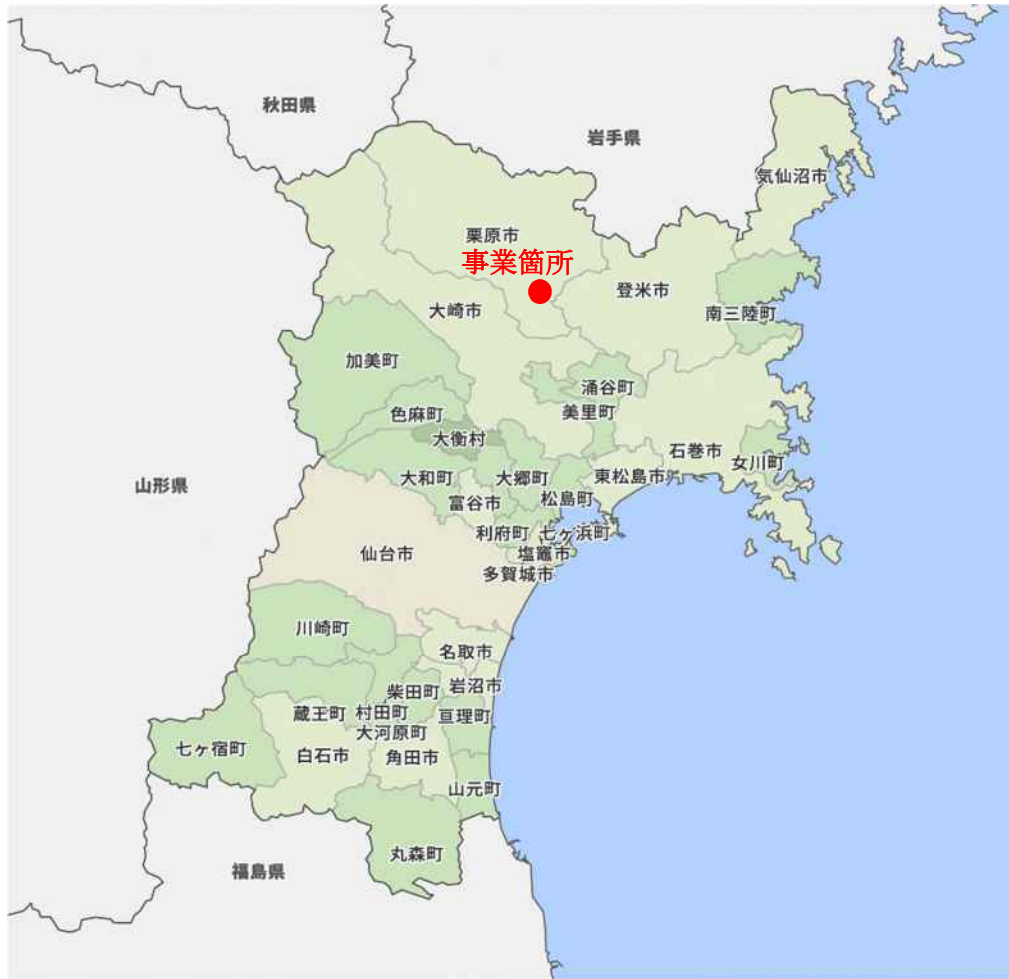 秋田県
岩手県
気仙沼市
栗原市
事業箇所
登米市
大崎市
南三陸町
加美町
涌谷町
色麻町
美里町
大衡村
石巻市
女川町
大和町
大郷町
東松島市
山形県
富谷市
松島町
利府町
七ヶ浜町
仙台市
塩竈市
多賀城市
川崎町
名取市
岩沼市
柴田町
蔵王町
村田町
亘理町
大河原町
七ヶ宿町
白石市
角田市
山元町
丸森町
福島県